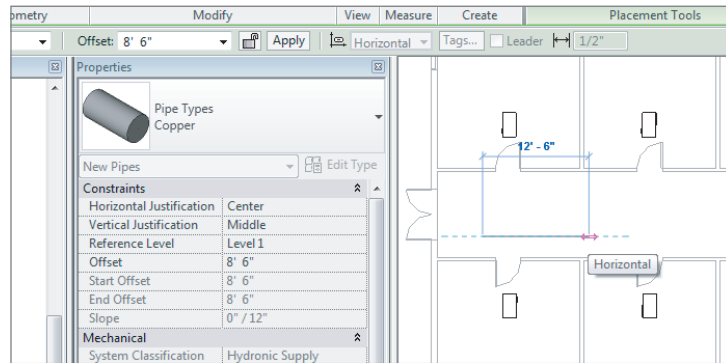 ometry Modify View Measure Create Placement Tools
Offset: 8' 6" Apply Horizontal Tags... Leader 1/2"
Properties
Pipe Types
Copper
New Pipes Edit Type
Constraints
Horizontal Justification Center
Vertical Justification Middle
Reference Level Level 1
Offset 8' 6"
Start Offset 8' 6"
End Offset 8' 6"
Slope 0" / 12"
Mechanical
System Classification Hydronic Supply
12' - 6"
Horizontal